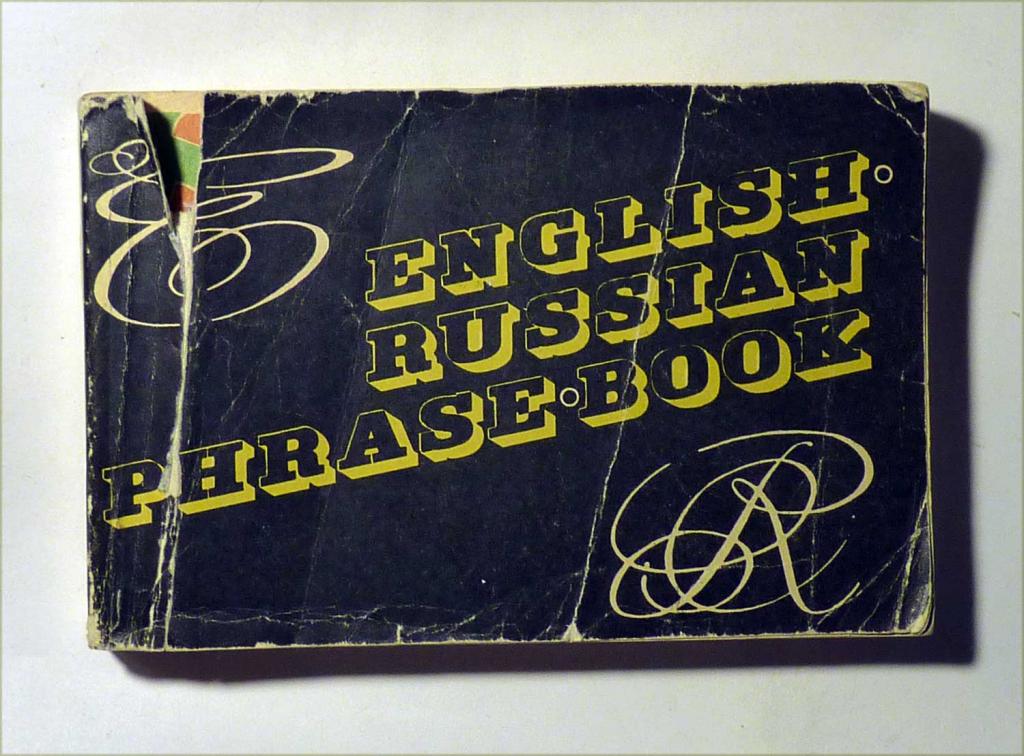 E
ENGLISH·
RUSSIAN
PHRASE·BOOK
R